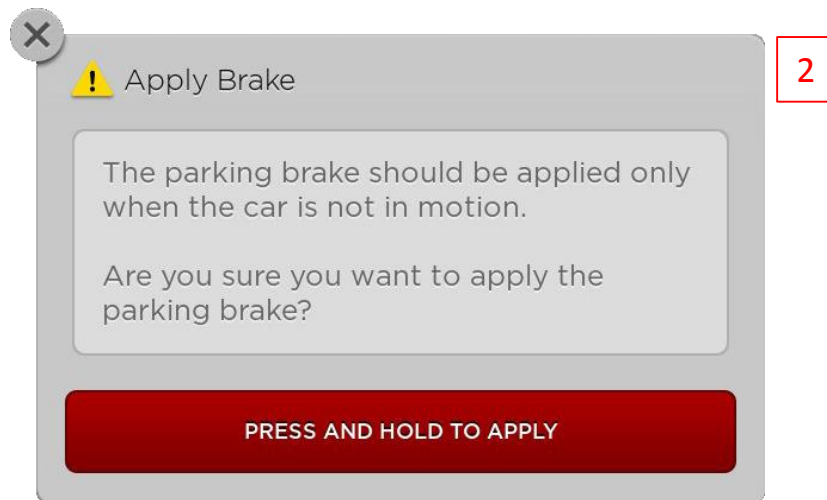 Apply Brake
2
The parking brake should be applied only
when the car is not in motion.
Are you sure you want to apply the
parking brake?
PRESS AND HOLD TO APPLY